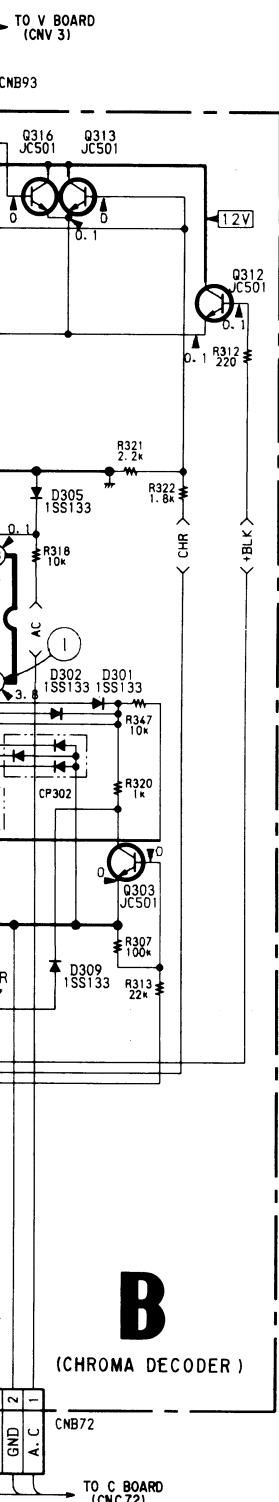 TO V BOARD
(CNV 3)
CNB93
Q316
JC501
Q313
JC501
0
0
0.1
12V
Q312
JC501
0.1
0.1
R312
220
R321
2.2k
R322
1.8k
D305
1SS133
0.1
R318
10k
CHR
+BLK
AC
1
3.8
D302
1SS133
D301
1SS133
R347
10k
CP302
R320
1k
0
0
Q303
JC501
R307
100k
D309
1SS133
R313
22k
R
B
(CHROMA DECODER)
2
1
GND
A.C
CNB72
TO C BOARD
(CNC72)